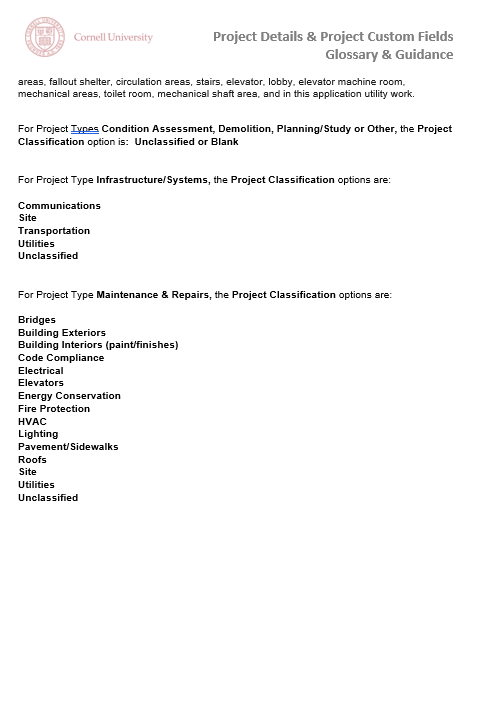 Cornell University
Project Details & Project Custom Fields
Glossary & Guidance
areas, fallout shelter, circulation areas, stairs, elevator, lobby, elevator machine room,
mechanical areas, toilet room, mechanical shaft area, and in this application utility work.
For Project Types Condition Assessment, Demolition, Planning/Study or Other, the Project
Classification option is: Unclassified or Blank
For Project Type Infrastructure/Systems, the Project Classification options are:
Communications
Site
Transportation
Utilities
Unclassified
For Project Type Maintenance & Repairs, the Project Classification options are:
Bridges
Building Exteriors
Building Interiors (paint/finishes)
Code Compliance
Electrical
Elevators
Energy Conservation
Fire Protection
HVAC
Lighting
Pavement/Sidewalks
Roofs
Site
Utilities
Unclassified